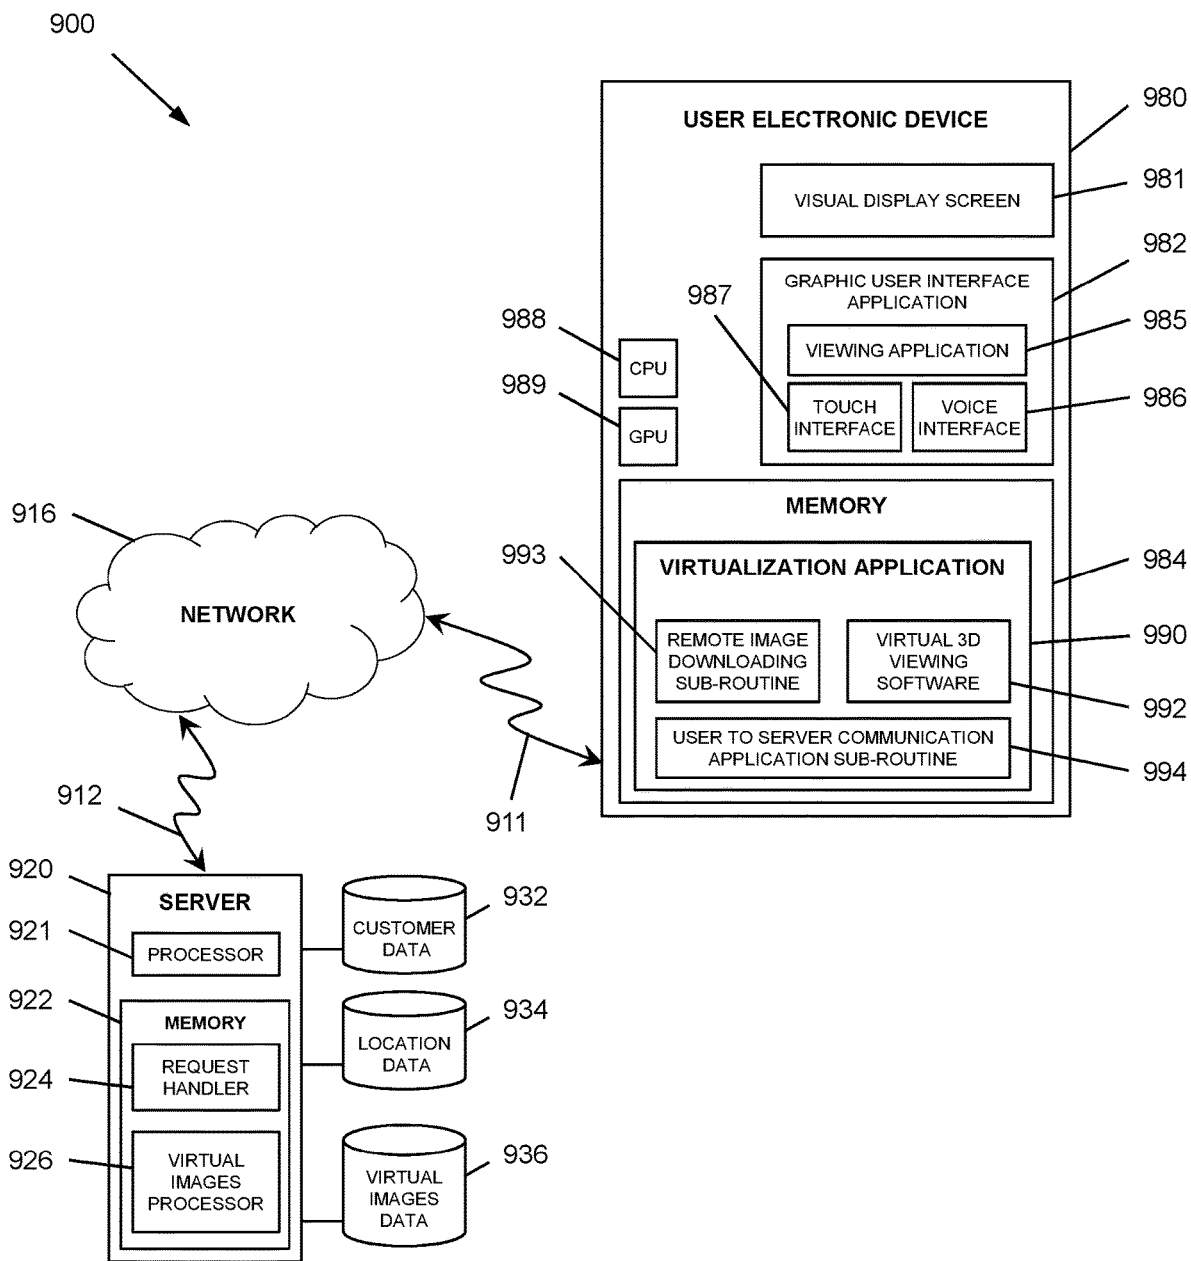 900
USER ELECTRONIC DEVICE
980
VISUAL DISPLAY SCREEN
981
982
GRAPHIC USER INTERFACE
APPLICATION
987
985
VIEWING APPLICATION
988
CPU
986
TOUCH
INTERFACE
VOICE
INTERFACE
989
GPU
MEMORY
984
916
993
VIRTUALIZATION APPLICATION
NETWORK
990
REMOTE IMAGE
DOWNLOADING
SUB-ROUTINE
VIRTUAL 3D
VIEWING
SOFTWARE
992
USER TO SERVER COMMUNICATION
APPLICATION SUB-ROUTINE
994
912
911
920
SERVER
932
CUSTOMER
DATA
921
PROCESSOR
922
MEMORY
934
LOCATION
DATA
924
REQUEST
HANDLER
926
VIRTUAL
IMAGES
PROCESSOR
936
VIRTUAL
IMAGES
DATA